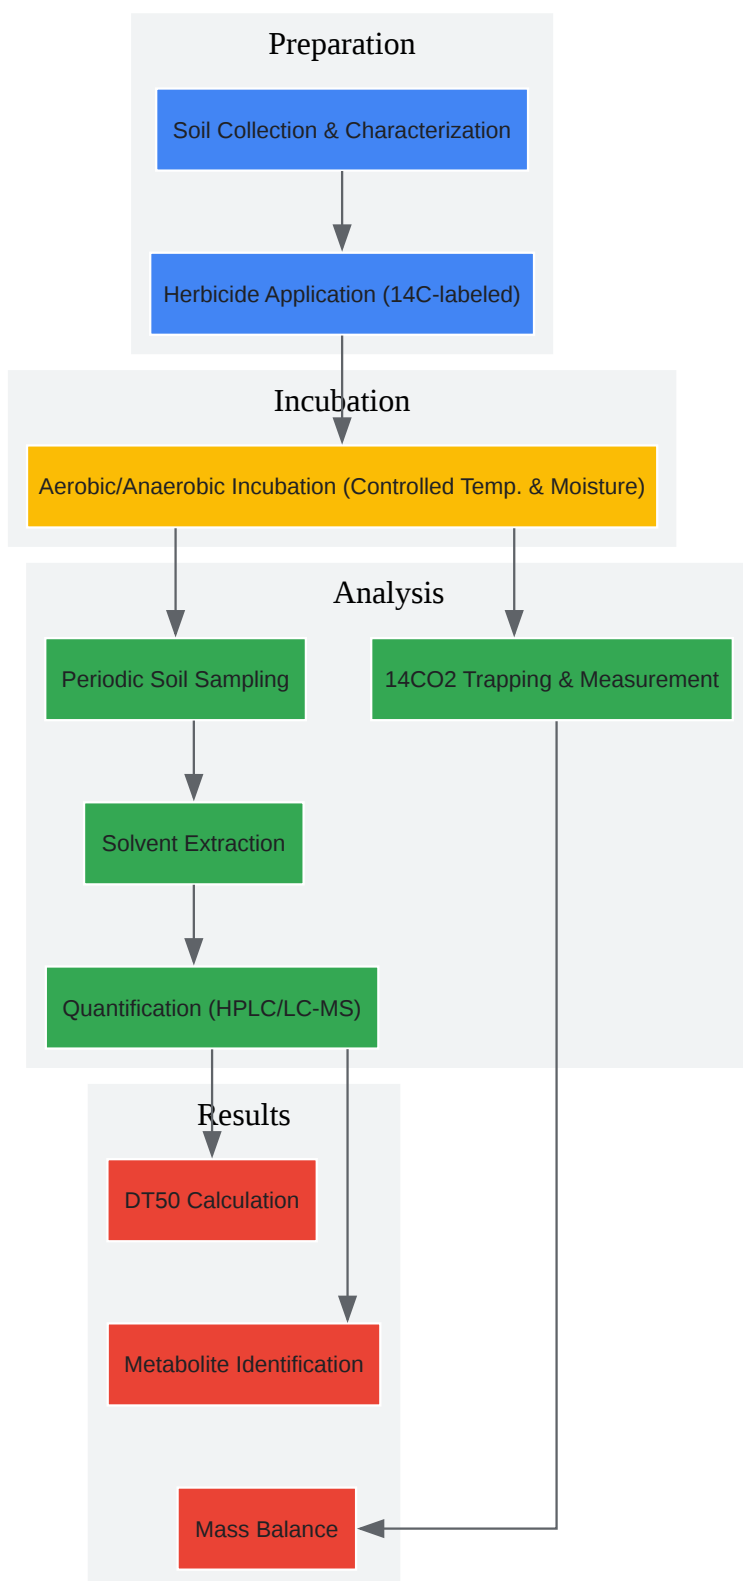 Preparation
Soil Collection & Characterization
Herbicide Application (14C-labeled)
Incubation
Aerobic/Anaerobic Incubation (Controlled Temp. & Moisture)
Analysis
Periodic Soil Sampling
14CO2 Trapping & Measurement
Solvent Extraction
Quantification (HPLC/LC-MS)
Results
DT50 Calculation
Metabolite Identification
Mass Balance